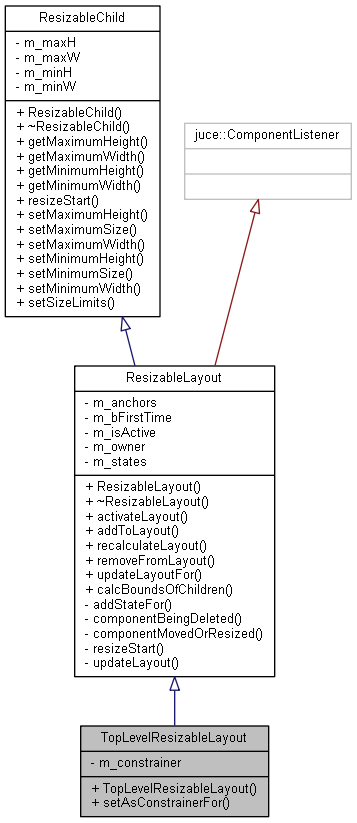 ResizableChild
- m_maxH
- m_maxW
- m_minH
- m_minW
+ ResizableChild()
+ ~ResizableChild()
+ getMaximumHeight()
+ getMaximumWidth()
+ getMinimumHeight()
+ getMinimumWidth()
+ resizeStart()
+ setMaximumHeight()
+ setMaximumSize()
+ setMaximumWidth()
+ setMinimumHeight()
+ setMinimumSize()
+ setMinimumWidth()
+ setSizeLimits()
juce::ComponentListener
ResizableLayout
- m_anchors
- m_bFirstTime
- m_isActive
- m_owner
- m_states
+ ResizableLayout()
+ ~ResizableLayout()
+ activateLayout()
+ addToLayout()
+ recalculateLayout()
+ removeFromLayout()
+ updateLayoutFor()
+ calcBoundsOfChildren()
- addStateFor()
- componentBeingDeleted()
- componentMovedOrResized()
- resizeStart()
- updateLayout()
TopLevelResizableLayout
- m_constrainer
+ TopLevelResizableLayout()
+ setAsConstrainerFor()